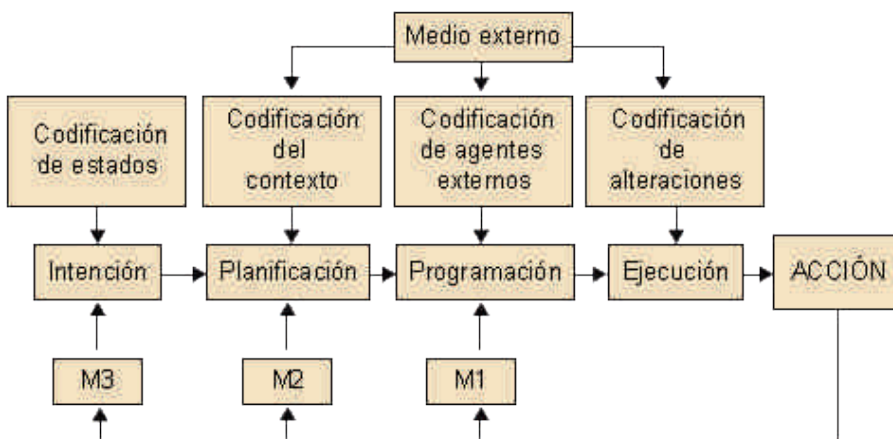 Medio externo
Codificación
de estados
Codificación
del
contexto
Codificación
de agentes
externos
Codificación
de
alteraciones
Intención
Planificación
Programación
Ejecución
ACCIÓN
M3
M2
M1